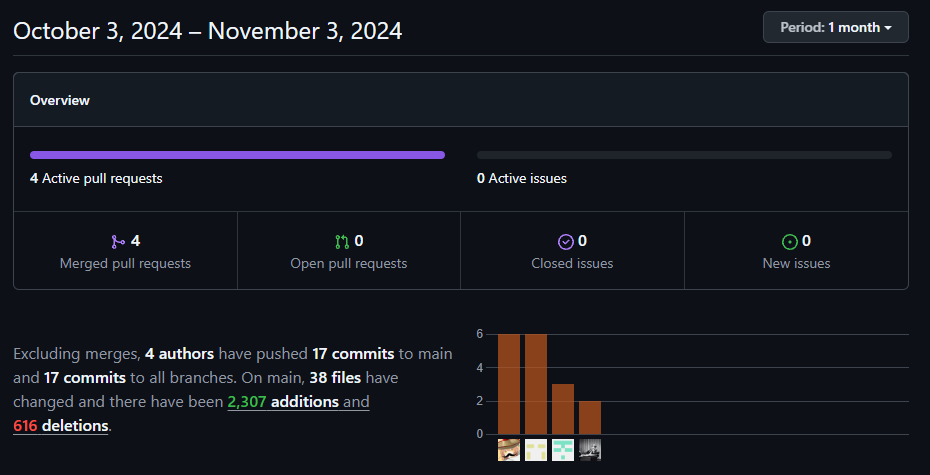 October 3, 2024 – November 3, 2024
Period: 1 month
Overview
4 Active pull requests
0 Active issues
4
Merged pull requests
0
Open pull requests
0
Closed issues
0
New issues
Excluding merges, 4 authors have pushed 17 commits to main
and 17 commits to all branches. On main, 38 files have
changed and there have been 2,307 additions and
616 deletions.
6
4
2
0